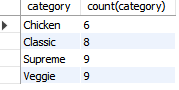 category count(category)
Chicken 6
Classic 8
Supreme 9
Veggie 9